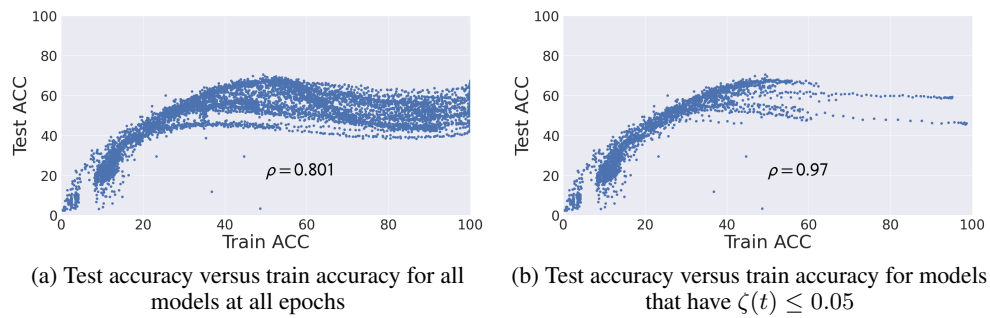 100
80
60
40
20
0
Test ACC
ρ = 0.801
0 20 40 60 80 100
Train ACC
(a) Test accuracy versus train accuracy for all
models at all epochs
100
80
60
40
20
0
Test ACC
ρ = 0.97
0 20 40 60 80 100
Train ACC
(b) Test accuracy versus train accuracy for models
that have ζ(t) ≤ 0.05